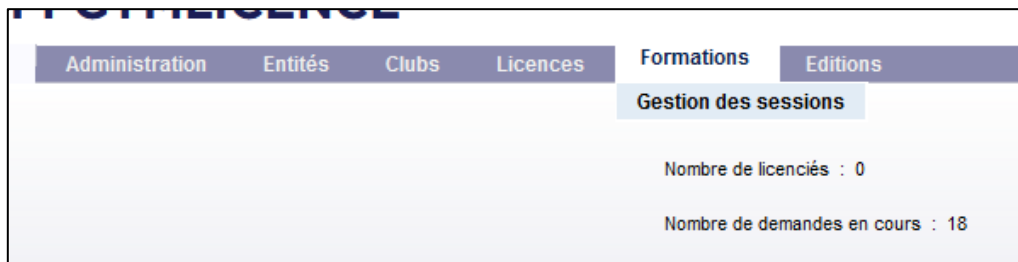 Administration Entités Clubs Licences Formations Editions
Gestion des sessions
Nombre de licenciés : 0
Nombre de demandes en cours : 18